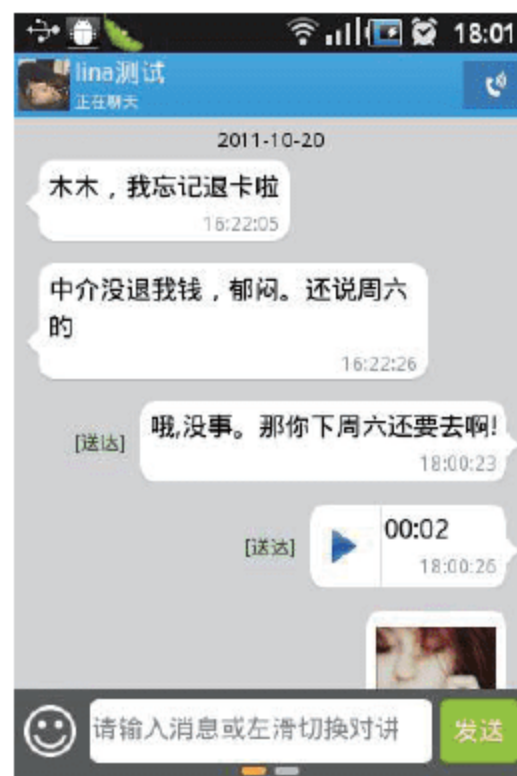 18:01
lina测试
正在聊天
2011-10-20
木木，我忘记退卡啦
16:22:05
中介没退我钱，郁闷。还说周六
的
16:22:26
哦,没事。那你下周六还要去啊!
[送达]
18:00:23
00:02
[送达]
18:00:26
请输入消息或左滑切换对讲
发送